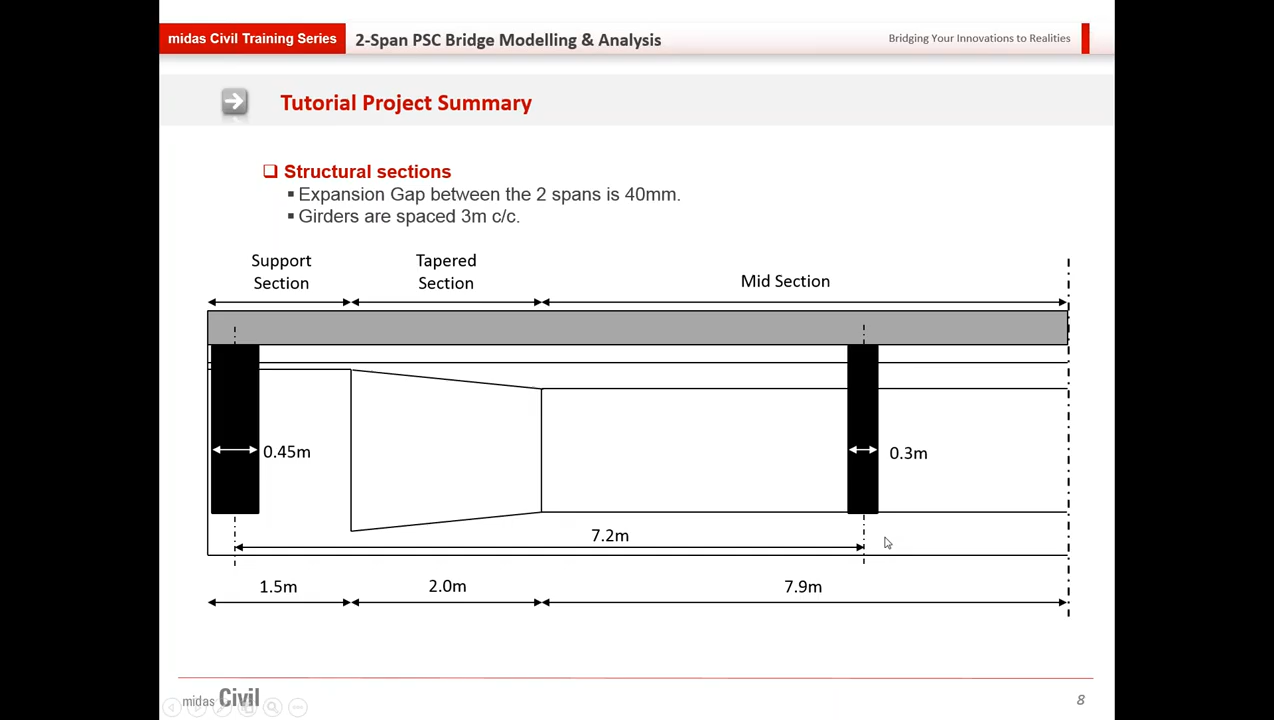 midas Civil Training Series
2-Span PSC Bridge Modelling & Analysis
Bridging Your Innovations to Realities
Tutorial Project Summary
Structural sections
Expansion Gap between the 2 spans is 40mm.
Girders are spaced 3m c/c.
Support
Section
Tapered
Section
Mid Section
0.45m
0.3m
7.2m
1.5m
2.0m
7.9m
midas Civil
8